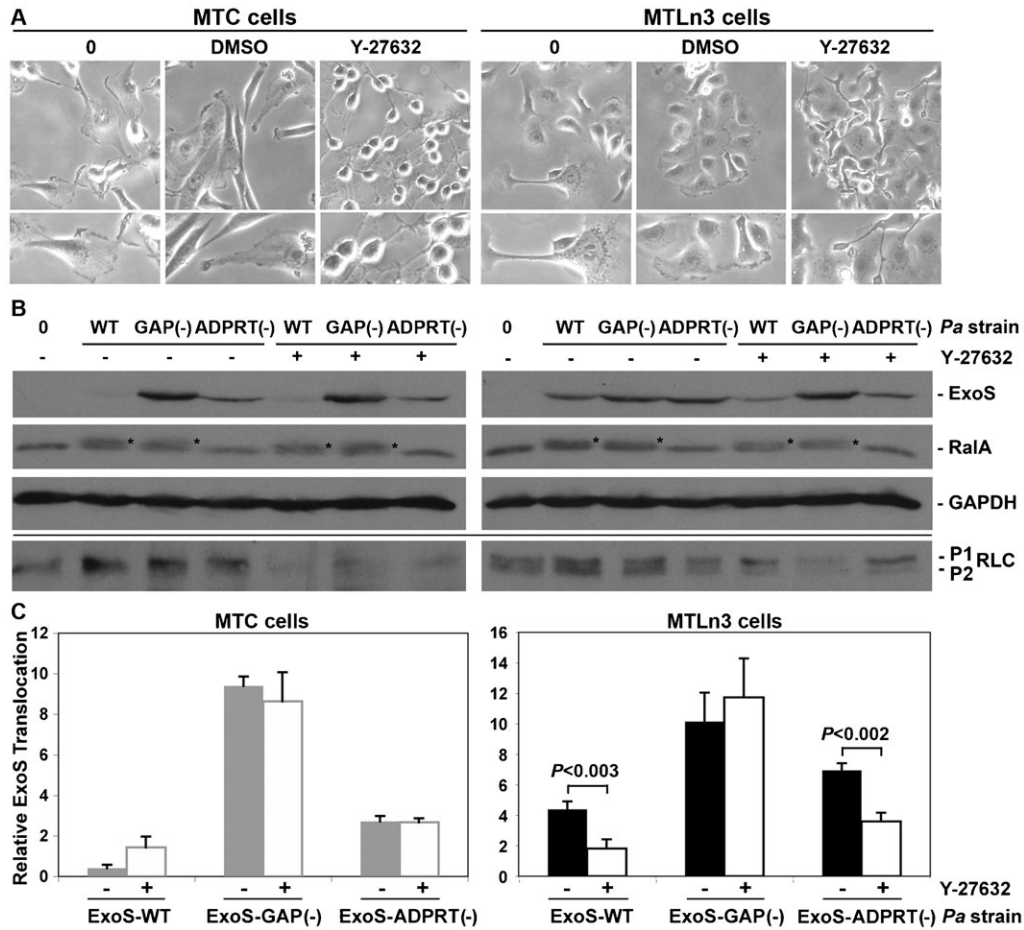 A
MTC cells MTLn3 cells
0 DMSO Y-27632 0 DMSO Y-27632
B
0 WT GAP(-) ADPRT(-) WT GAP(-) ADPRT(-) 0 WT GAP(-) ADPRT(-) WT GAP(-) ADPRT(-) Pa strain
- - - - + + + - - - - + + + Y-27632
- ExoS
* * * * * * * * - RalA
- GAPDH
- P1 RLC
- P2
C
MTC cells MTLn3 cells
Relative ExoS Translocation
12
10
8
6
4
2
0
16
14
12
10
8
6
4
2
0
P<0.003
P<0.002
- + - + - + - + - + - + Y-27632
ExoS-WT ExoS-GAP(-) ExoS-ADPRT(-) ExoS-WT ExoS-GAP(-) ExoS-ADPRT(-) Pa strain